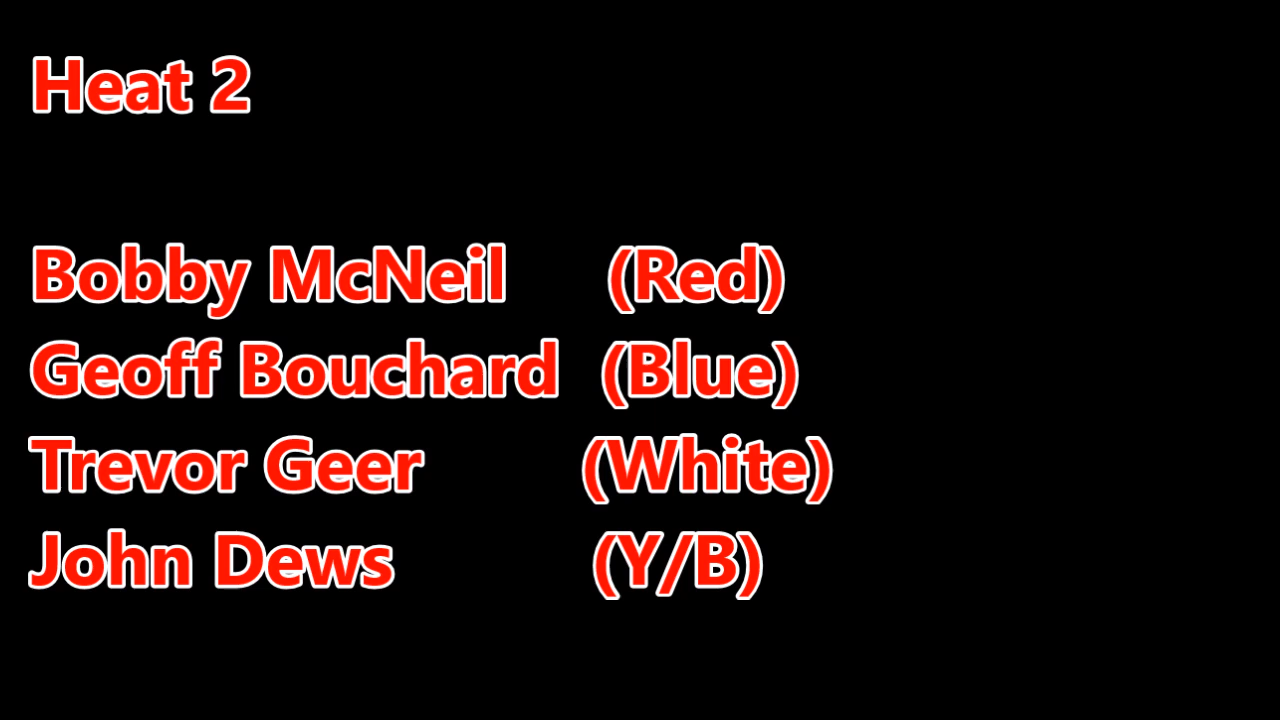 Heat 2
Bobby McNeil (Red)
Geoff Bouchard (Blue)
Trevor Geer (White)
John Dews (Y/B)